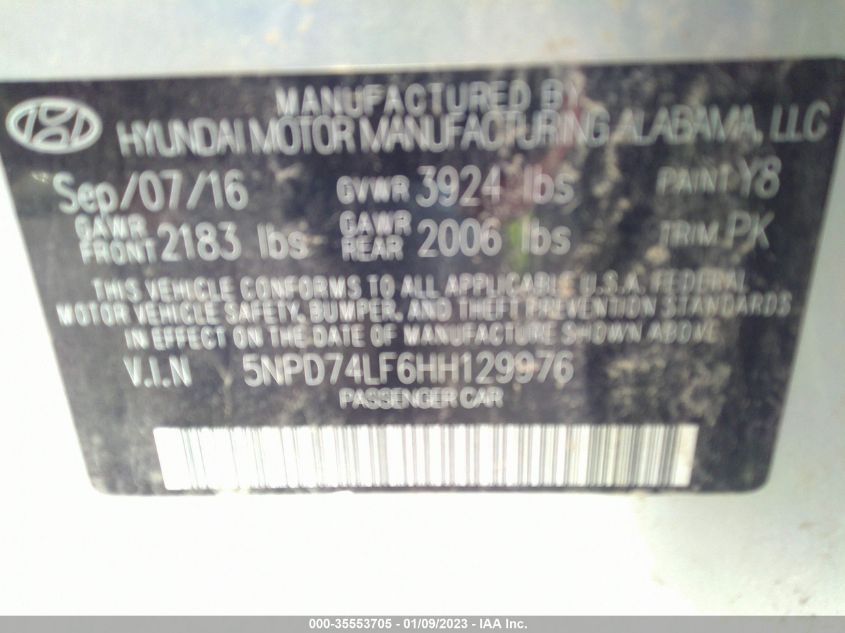 MANUFACTURED BY
HYUNDAI MOTOR MANUFACTURING ALABAMA, LLC
Sep/07/16 GVWR 3924 lbs PAINT Y8
GAWR FRONT 2183 lbs GAWR REAR 2006 lbs TRIM PK
THIS VEHICLE CONFORMS TO ALL APPLICABLE U.S.A. FEDERAL
MOTOR VEHICLE SAFETY, BUMPER, AND THEFT PREVENTION STANDARDS
IN EFFECT ON THE DATE OF MANUFACTURE SHOWN ABOVE
V.I.N 5NPD74LF6HH129976
PASSENGER CAR
000-35553705 - 01/09/2023 - IAA Inc.